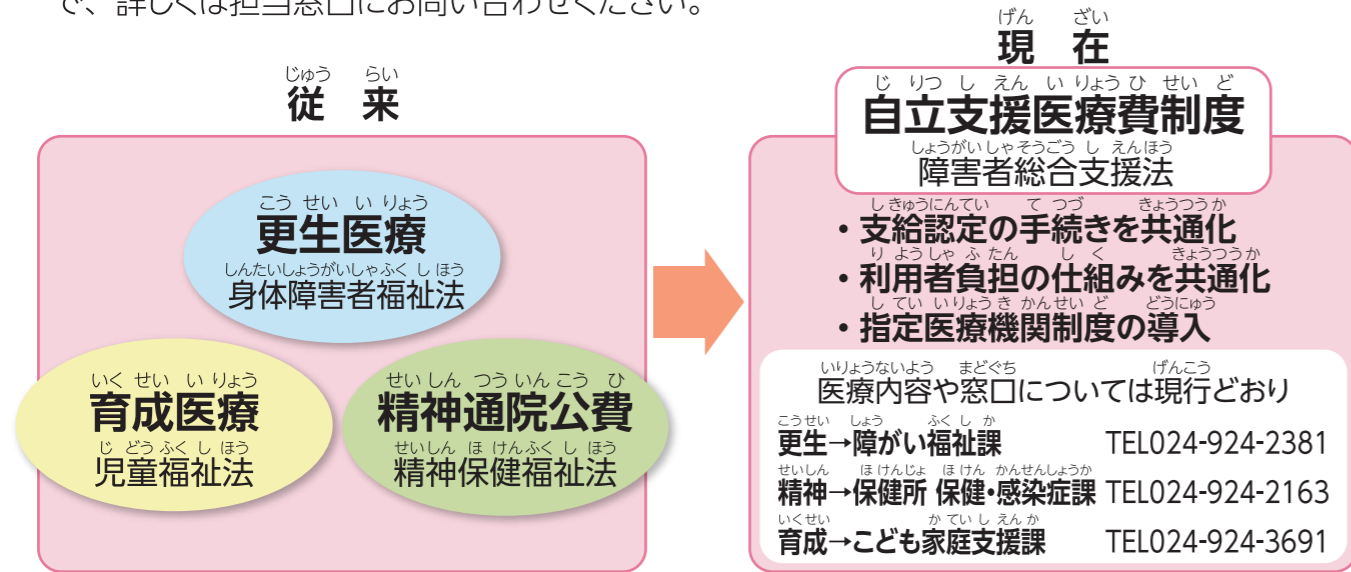 で、詳しくは担当窓口にお問い合わせください。
じゅう らい
従 来
こう せい い りょう
更生医療
しんたいしょうがいしゃふく し ほう
身体障害者福祉法
いく せい い りょう
育成医療
じ どうふく し ほう
児童福祉法
せい しん つう いん こう ひ
精神通院公費
せいしん ほ けんふく し ほう
精神保健福祉法
げん ざい
現 在
じ りつ し えん い りょう ひ せい ど
自立支援医療費制度
しょうがいしゃそうごう し えんほう
障害者総合支援法
しきゅうにんてい て つづ きょうつうか
・支給認定の手続きを共通化
り ようしゃ ふ たん し く きょうつうか
・利用者負担の仕組みを共通化
し てい いりょう き かんせい ど どうにゅう
・指定医療機関制度の導入
いりょうないよう まどぐち げんこう
医療内容や窓口については現行どおり
こうせい しょう ふく し か
更生→障がい福祉課 TEL024-924-2381
せいしん ほ けんじょ ほ けん かんせんしょうか
精神→保健所 保健・感染症課 TEL024-924-2163
いくせい か てい し えん か
育成→こども家庭支援課 TEL024-924-3691